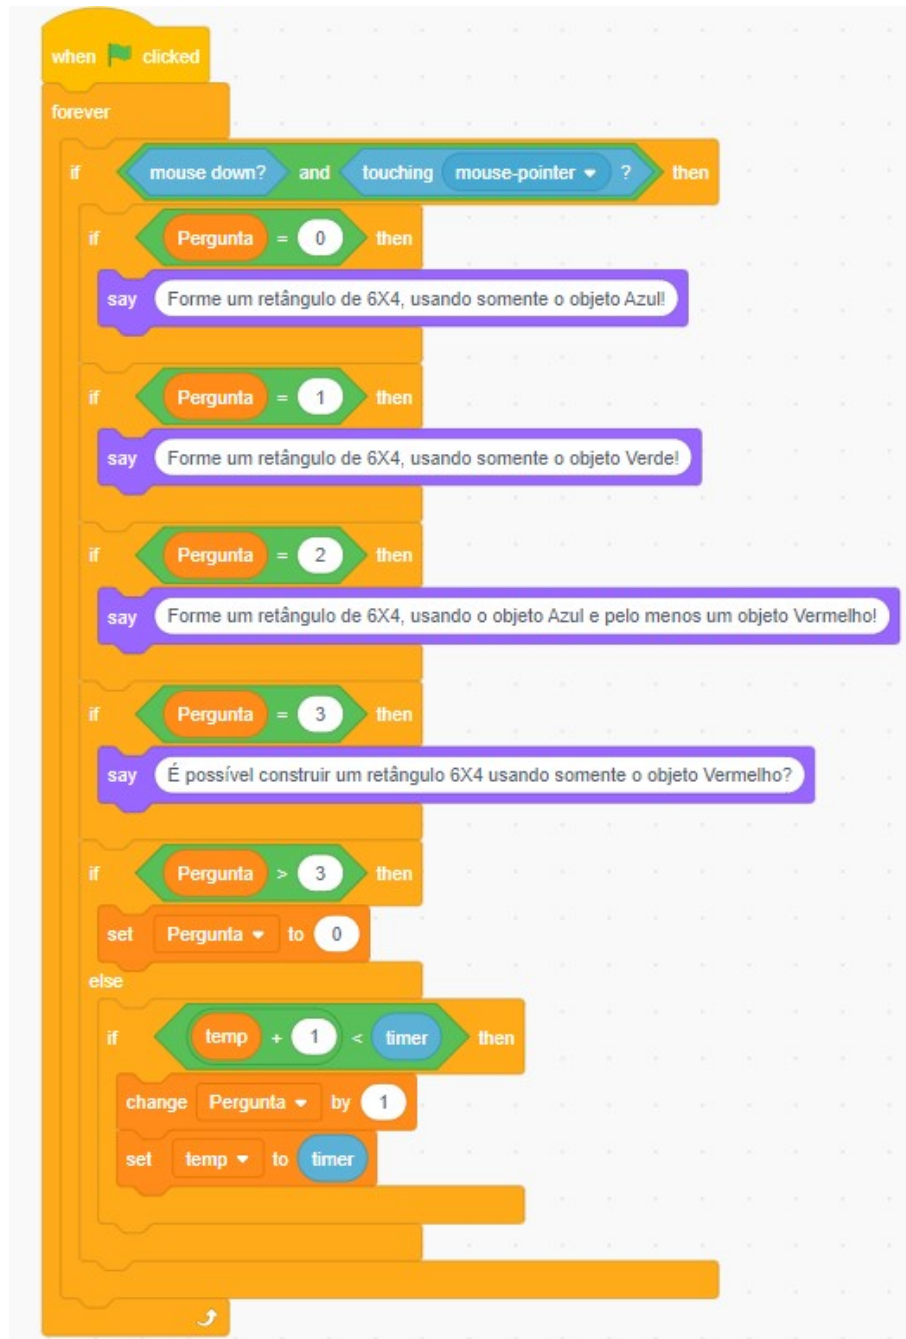 when clicked
forever
if mouse down? and touching mouse-pointer ? then
if Pergunta = 0 then
say Forme um retângulo de 6X4, usando somente o objeto Azul!
if Pergunta = 1 then
say Forme um retângulo de 6X4, usando somente o objeto Verde!
if Pergunta = 2 then
say Forme um retângulo de 6X4, usando o objeto Azul e pelo menos um objeto Vermelho!
if Pergunta = 3 then
say É possível construir um retângulo 6X4 usando somente o objeto Vermelho?
if Pergunta > 3 then
set Pergunta to 0
else
if temp + 1 < timer then
change Pergunta by 1
set temp to timer